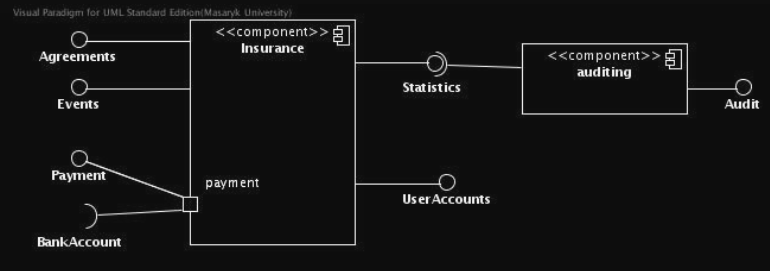 Visual Paradigm for UML Standard Edition(Masaryk University)
<<component>>
Insurance
Agreements
Events
Payment
BankAccount
payment
Statistics
UserAccounts
<<component>>
auditing
Audit